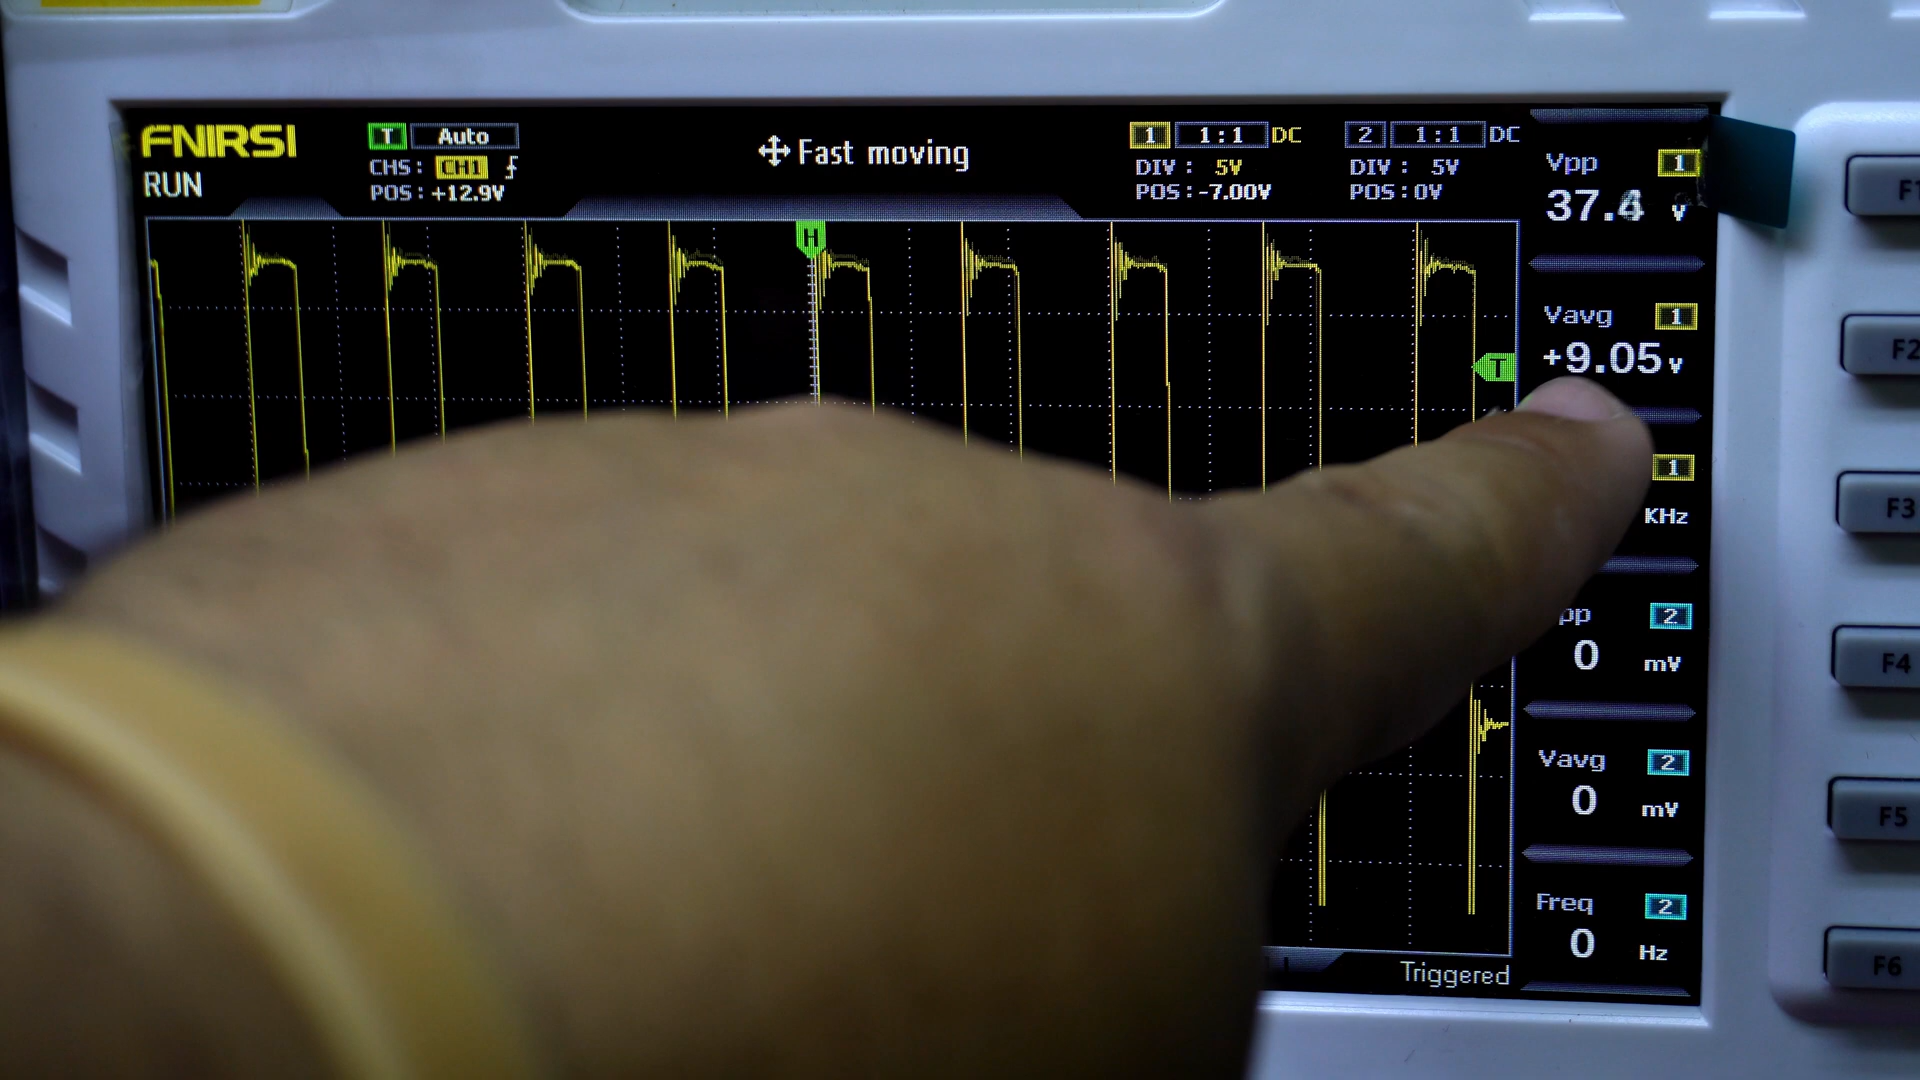 FNIRSI
RUN
T Auto
CHS: CH1
POS: +12.9V
Fast moving
1 1:1 DC
DIV: 5V
POS:-7.00V
2 1:1 DC
DIV: 5V
POS:0V
H
T
Vpp 1
37.4 V
Vavg 1
+9.05 V
1
KHz
pp 2
0 mV
Vavg 2
0 mV
Freq 2
0 Hz
Triggered
F1
F2
F3
F4
F5
F6